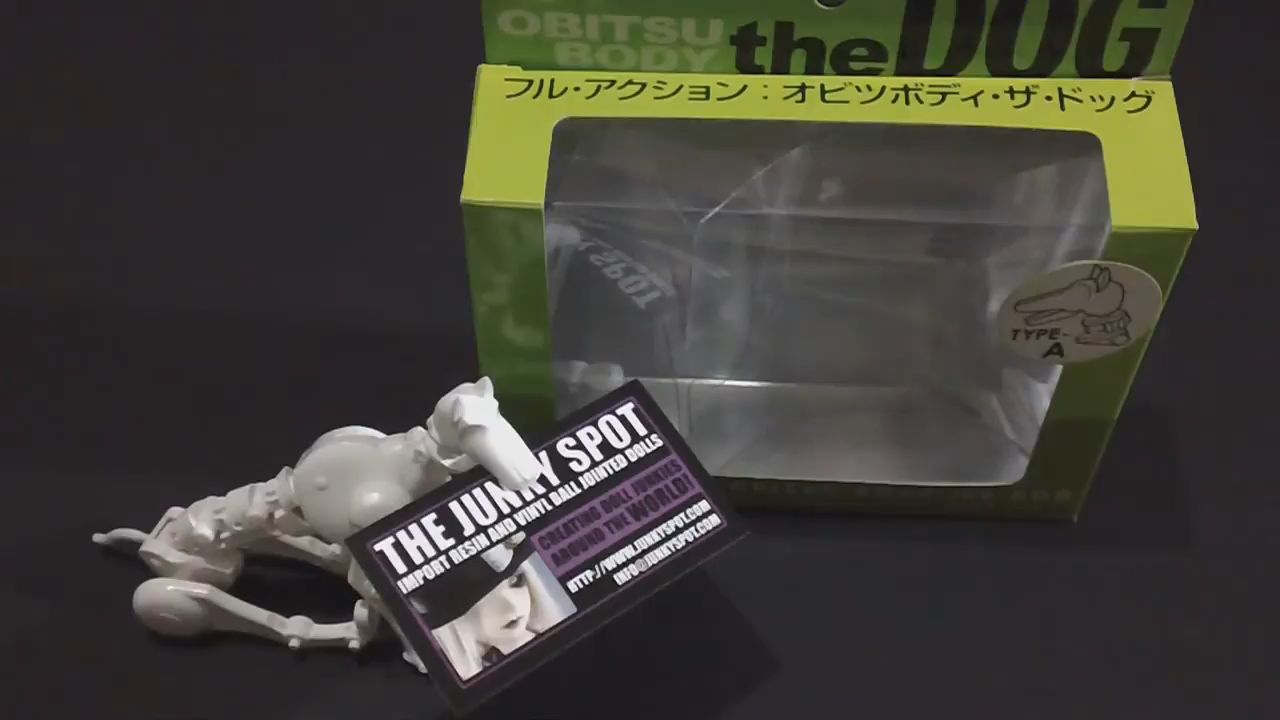 OBITSU
BODY
theDOG
フル・アクション：オビツボディ・ザ・ドッグ
TYPE-
A
THE JUNKY SPOT
IMPORT RESIN AND VINYL BALL JOINTED DOLLS
CREATING DOLL JUNKIES
AROUND THE WORLD!
HTTP://WWW.JUNKYSPOT.COM
INFO@JUNKYSPOT.COM